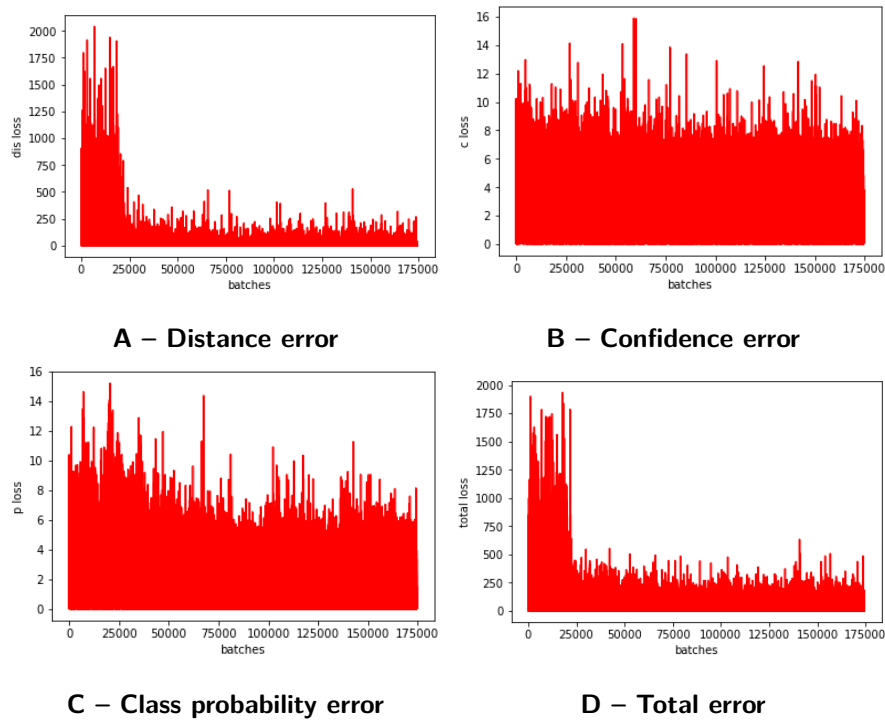 2000
1750
1500
1250
1000
750
500
250
0
dis loss
0 25000 50000 75000 100000 125000 150000 175000
batches
A – Distance error
16
14
12
10
8
6
4
2
0
c loss
0 25000 50000 75000 100000 125000 150000 175000
batches
B – Confidence error
16
14
12
10
8
6
4
2
0
p loss
0 25000 50000 75000 100000 125000 150000 175000
batches
C – Class probability error
2000
1750
1500
1250
1000
750
500
250
0
total loss
0 25000 50000 75000 100000 125000 150000 175000
batches
D – Total error